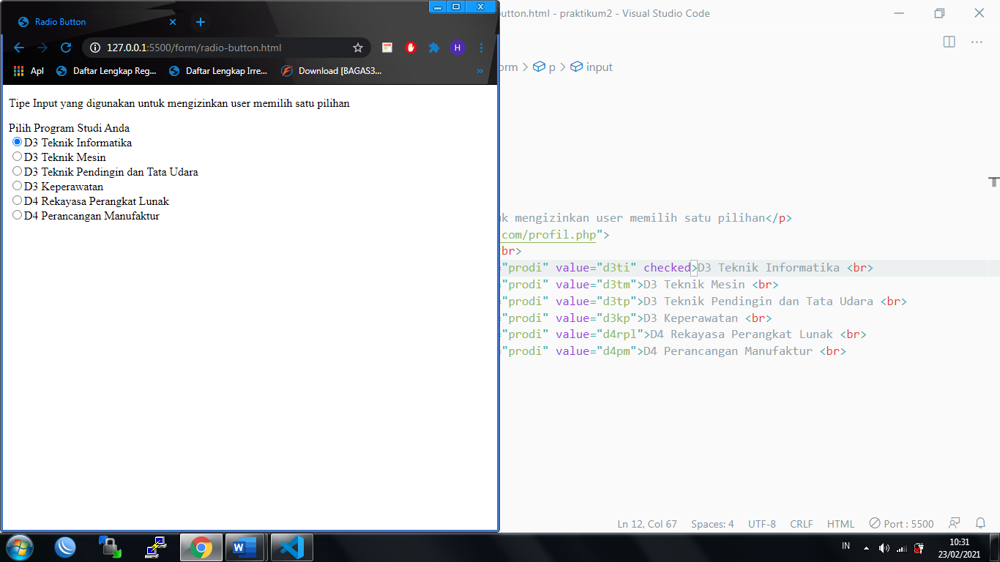 Radio Button
127.0.0.1:5500/form/radio-button.html
H
Apl
Daftar Lengkap Reg...
Daftar Lengkap Irre...
Download [BAGAS3...
»
Tipe Input yang digunakan untuk mengizinkan user memilih satu pilihan
Pilih Program Studi Anda
D3 Teknik Informatika
D3 Teknik Mesin
D3 Teknik Pendingin dan Tata Udara
D3 Keperawatan
D4 Rekayasa Perangkat Lunak
D4 Perancangan Manufaktur
utton.html - praktikum2 - Visual Studio Code
orm > p > input
uk mengizinkan user memilih satu pilihan</p>
com/profil.php">
br>
="prodi" value="d3ti" checked>D3 Teknik Informatika <br>
="prodi" value="d3tm">D3 Teknik Mesin <br>
="prodi" value="d3tp">D3 Teknik Pendingin dan Tata Udara <br>
="prodi" value="d3kp">D3 Keperawatan <br>
="prodi" value="d4rpl">D4 Rekayasa Perangkat Lunak <br>
="prodi" value="d4pm">D4 Perancangan Manufaktur <br>
Ln 12, Col 67 Spaces: 4 UTF-8 CRLF HTML Port : 5500
W
IN
10:31
23/02/2021